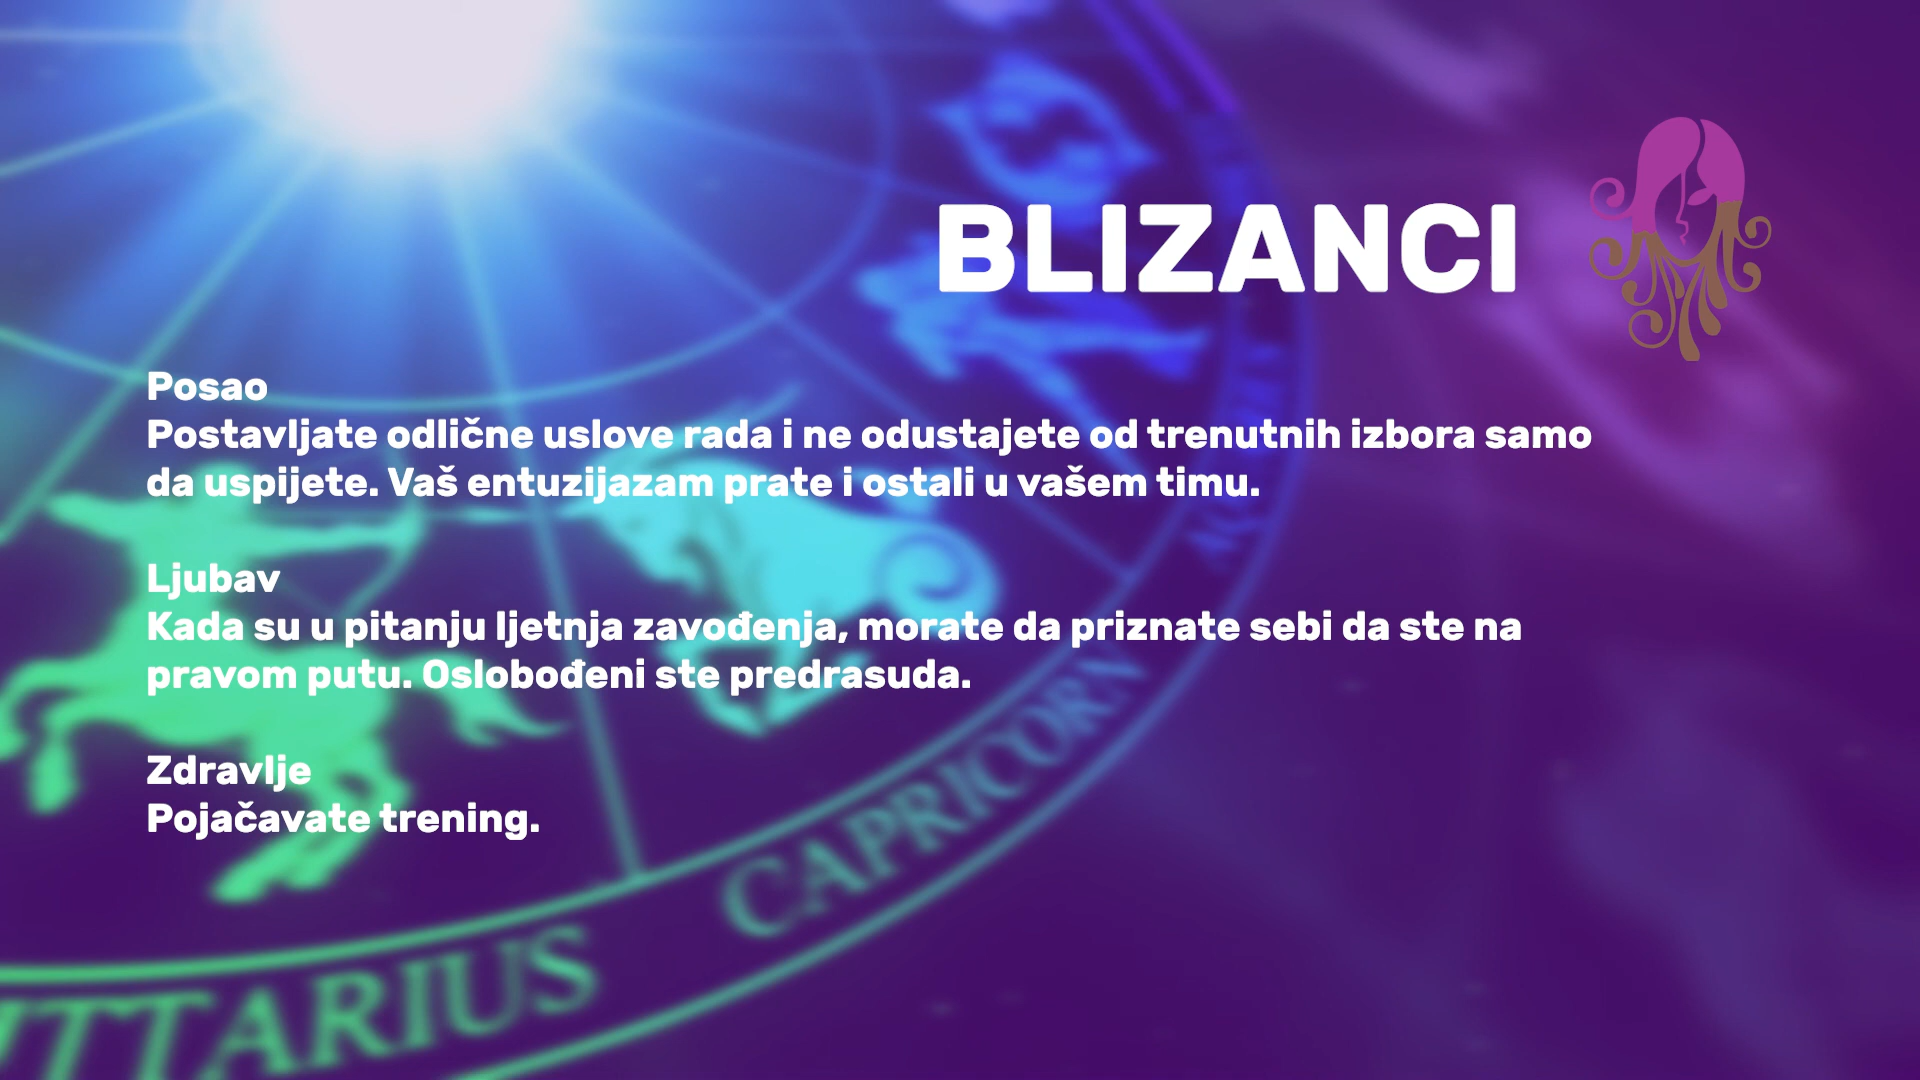 BLIZANCI
Posao
Postavljate odlične uslove rada i ne odustajete od trenutnih izbora samo
da uspijete. Vaš entuzijazam prate i ostali u vašem timu.
Ljubav
Kada su u pitanju ljetnja zavođenja, morate da priznate sebi da ste na
pravom putu. Oslobođeni ste predrasuda.
Zdravlje
Pojačavate trening.
CAPRICORN
ITTARIUS